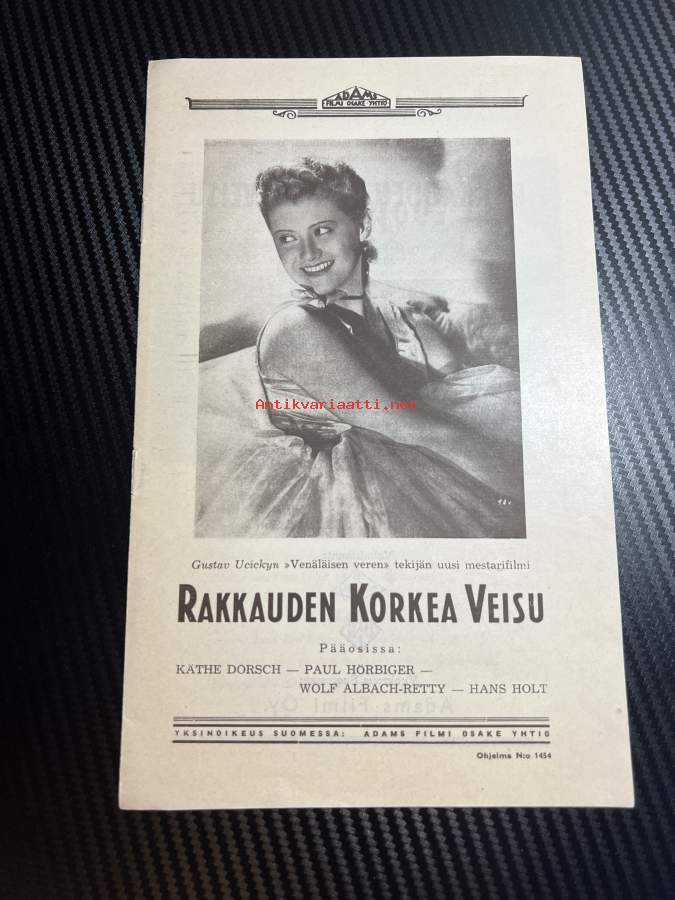 ADAMS
FILMI OSAKE YHTIÖ
Antikvariaatti.net
Gustav Ucickyn »Venäläisen veren» tekijän uusi mestarifilmi
RAKKAUDEN KORKEA VEISU
Pääosissa:
KÄTHE DORSCH — PAUL HÖRBIGER —
WOLF ALBACH-RETTY — HANS HOLT
YKSINOIKEUS SUOMESSA: ADAMS FILMI OSAKE YHTIÖ
Ohjelma N:o 1454